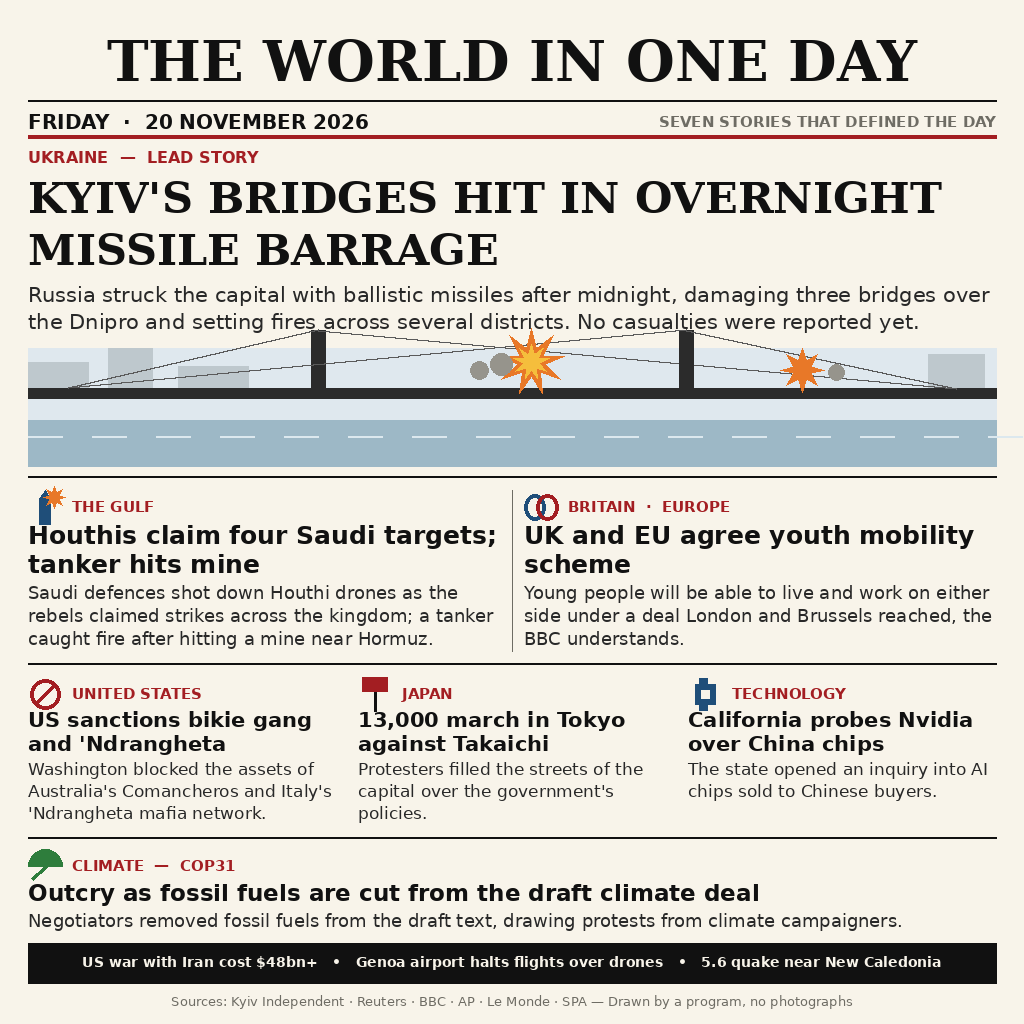 THE WORLD IN ONE DAY
FRIDAY · 20 NOVEMBER 2026
SEVEN STORIES THAT DEFINED THE DAY
UKRAINE — LEAD STORY
KYIV'S BRIDGES HIT IN OVERNIGHT
MISSILE BARRAGE
Russia struck the capital with ballistic missiles after midnight, damaging three bridges over
the Dnipro and setting fires across several districts. No casualties were reported yet.
THE GULF
Houthis claim four Saudi targets;
tanker hits mine
Saudi defences shot down Houthi drones as the
rebels claimed strikes across the kingdom; a tanker
caught fire after hitting a mine near Hormuz.
BRITAIN · EUROPE
UK and EU agree youth mobility
scheme
Young people will be able to live and work on either
side under a deal London and Brussels reached, the
BBC understands.
UNITED STATES
US sanctions bikie gang
and 'Ndrangheta
Washington blocked the assets of
Australia's Comancheros and Italy's
'Ndrangheta mafia network.
JAPAN
13,000 march in Tokyo
against Takaichi
Protesters filled the streets of the
capital over the government's
policies.
TECHNOLOGY
California probes Nvidia
over China chips
The state opened an inquiry into AI
chips sold to Chinese buyers.
CLIMATE — COP31
Outcry as fossil fuels are cut from the draft climate deal
Negotiators removed fossil fuels from the draft text, drawing protests from climate campaigners.
US war with Iran cost $48bn+ • Genoa airport halts flights over drones • 5.6 quake near New Caledonia
Sources: Kyiv Independent · Reuters · BBC · AP · Le Monde · SPA — Drawn by a program, no photographs